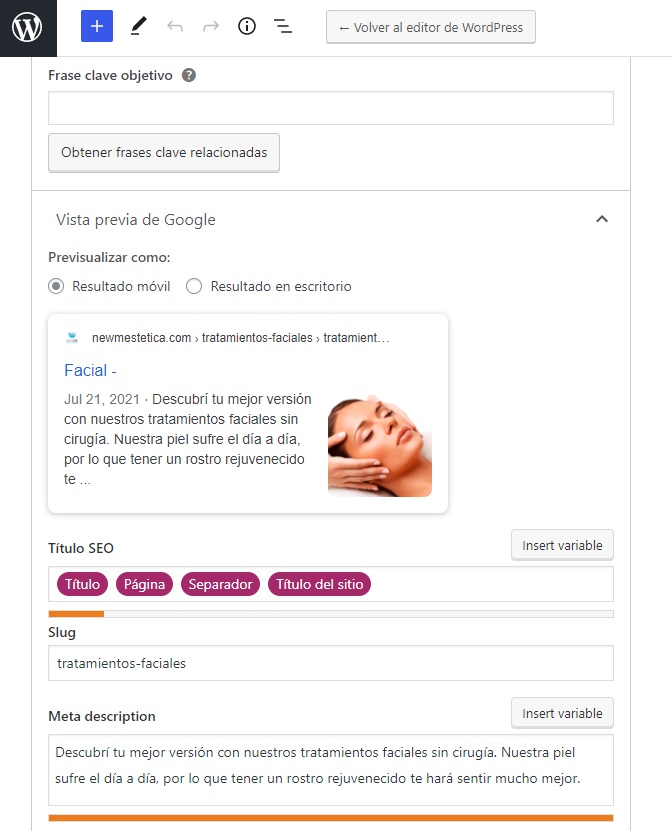 ← Volver al editor de WordPress
Frase clave objetivo ?
Obtener frases clave relacionadas
Vista previa de Google
Previsualizar como:
Resultado móvil Resultado en escritorio
newmestetica.com › tratamientos-faciales › tratamient…
Facial -
Jul 21, 2021 · Descubrí tu mejor versión
con nuestros tratamientos faciales sin
cirugía. Nuestra piel sufre el día a día,
por lo que tener un rostro rejuvenecido
te ...
Título SEO
Insert variable
Título Página Separador Título del sitio
Slug
tratamientos-faciales
Meta description
Insert variable
Descubrí tu mejor versión con nuestros tratamientos faciales sin cirugía. Nuestra piel
sufre el día a día, por lo que tener un rostro rejuvenecido te hará sentir mucho mejor.